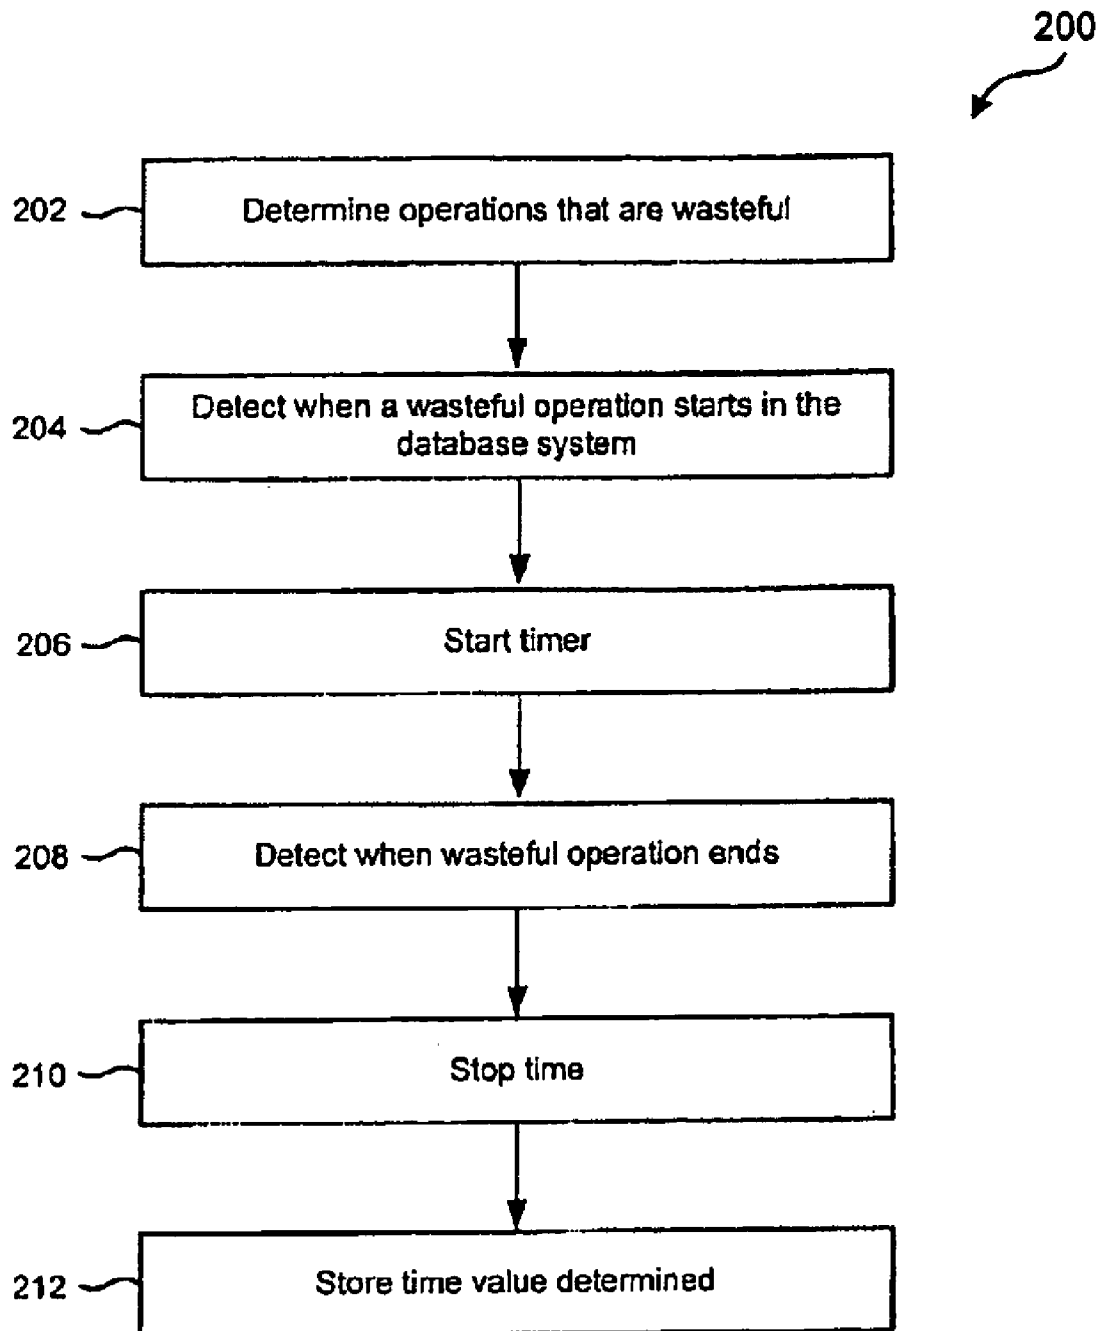 200
202
Determine operations that are wasteful
204
Detect when a wasteful operation starts in the
database system
206
Start timer
208
Detect when wasteful operation ends
210
Stop time
212
Store time value determined